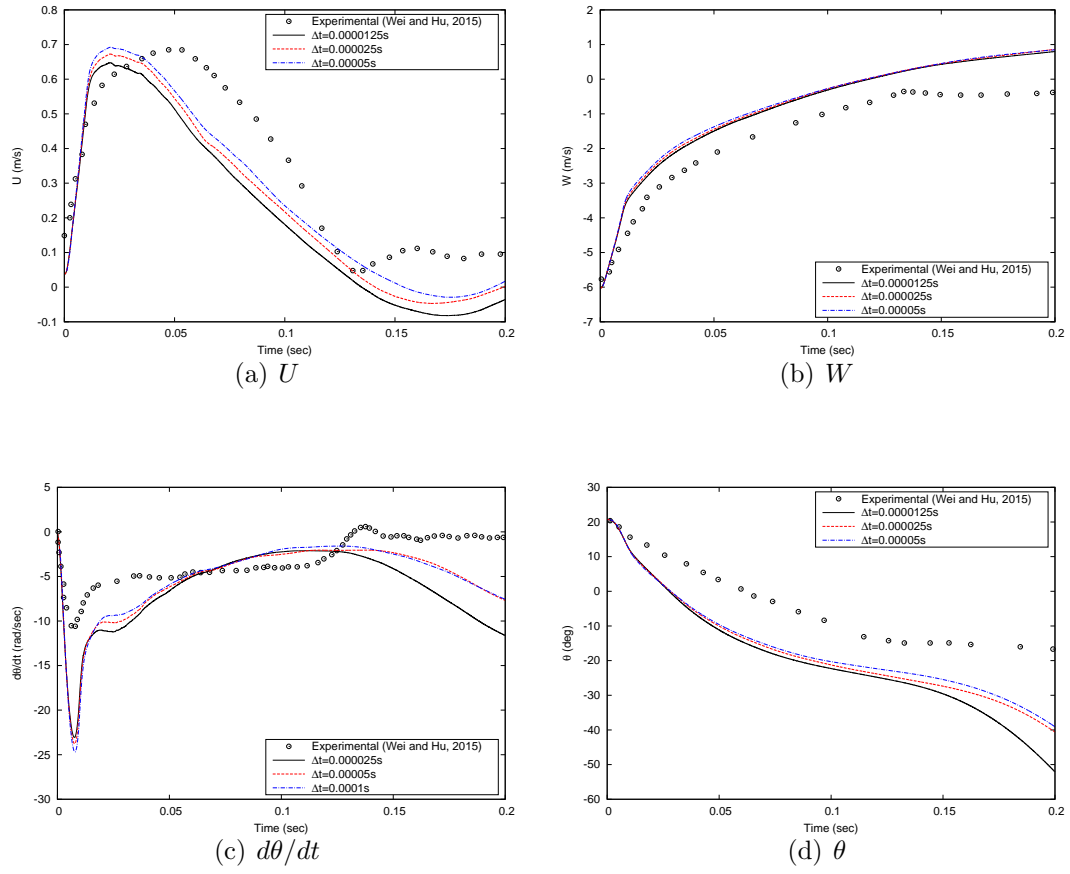 Experimental (Wei and Hu, 2015)
Δt=0.0000125s
Δt=0.000025s
Δt=0.00005s
U (m/s)
0.8
0.7
0.6
0.5
0.4
0.3
0.2
0.1
0
-0.1
0 0.05 0.1 0.15 0.2
Time (sec)
(a) U
Experimental (Wei and Hu, 2015)
Δt=0.0000125s
Δt=0.000025s
Δt=0.00005s
W (m/s)
2
1
0
-1
-2
-3
-4
-5
-6
-7
0 0.05 0.1 0.15 0.2
Time (sec)
(b) W
Experimental (Wei and Hu, 2015)
Δt=0.000025s
Δt=0.00005s
Δt=0.0001s
dθ/dt (rad/sec)
5
0
-5
-10
-15
-20
-25
-30
0 0.05 0.1 0.15 0.2
Time (sec)
(c) dθ/dt
Experimental (Wei and Hu, 2015)
Δt=0.0000125s
Δt=0.000025s
Δt=0.00005s
θ (deg)
30
20
10
0
-10
-20
-30
-40
-50
-60
0 0.05 0.1 0.15 0.2
Time (sec)
(d) θ